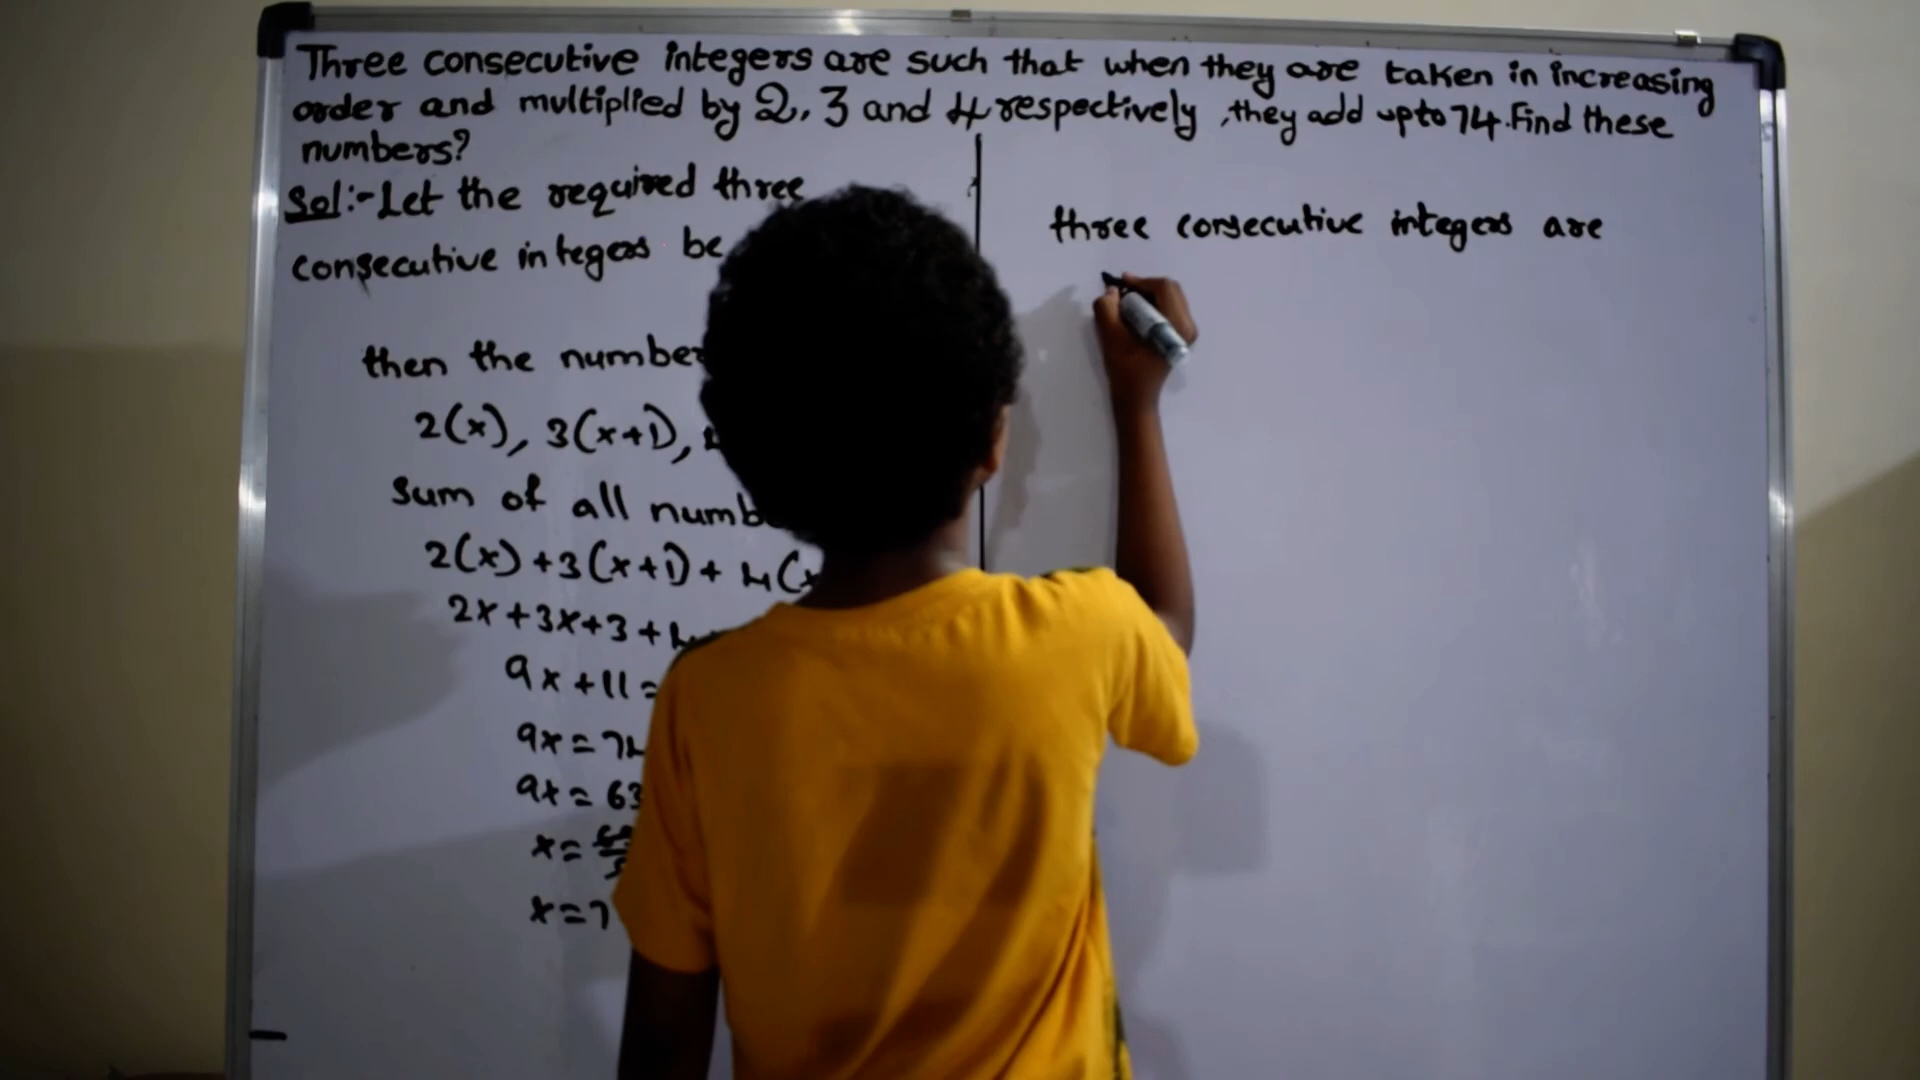 Three consecutive integers are such that when they are taken in increasing
order and multiplied by 2, 3 and 4 respectively, they add upto 74. Find these
numbers?
Sol:- Let the required three
consecutive integers be
then the number
2(x), 3(x+1),
Sum of all numb
2(x) + 3(x+1) + 4(x
2x + 3x + 3 + 4
9x + 11 =
9x = 74
9x = 63
x =
x = 7
three consecutive integers are